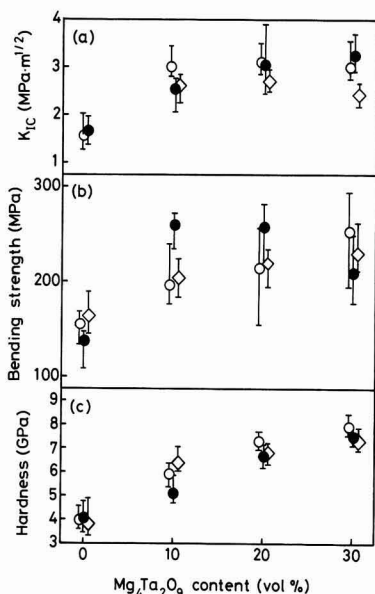 (a)
K_IC (MPa·m^1/2)
4
3
2
1
(b)
Bending strength (MPa)
300
200
100
(c)
Hardness (GPa)
9
8
7
6
5
4
3
0 10 20 30
Mg4Ta2O9 content (vol %)